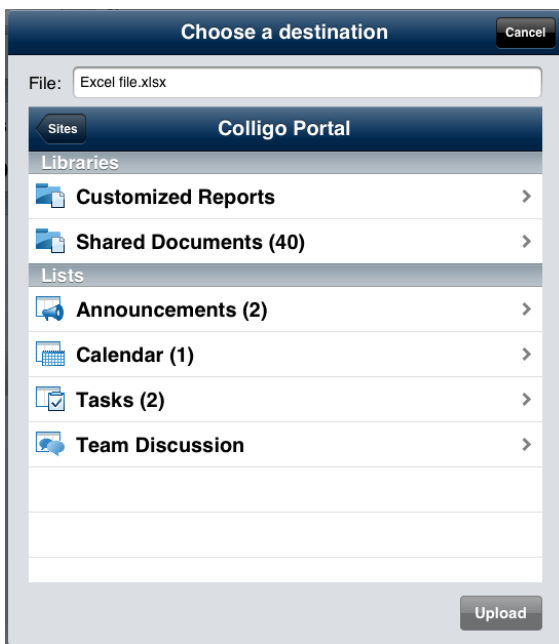 Choose a destination
Cancel
File: Excel file.xlsx
Sites
Colligo Portal
Libraries
Customized Reports
Shared Documents (40)
Lists
Announcements (2)
Calendar (1)
Tasks (2)
Team Discussion
Upload